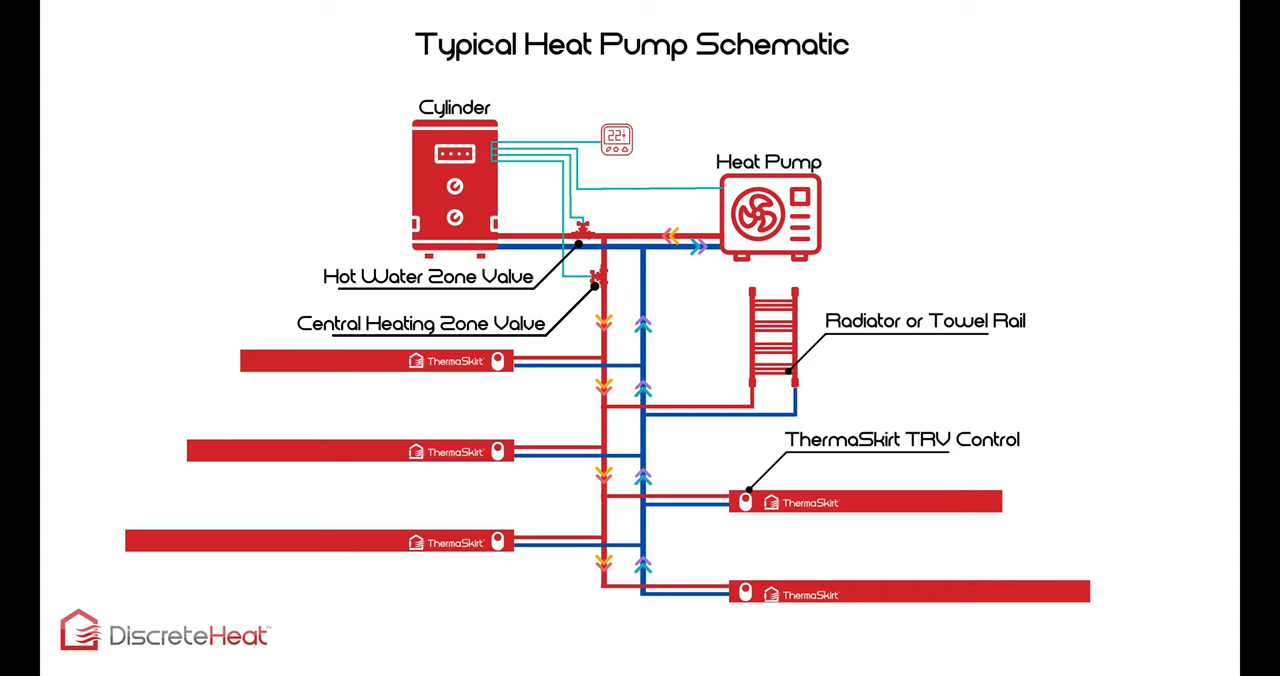 Typical Heat Pump Schematic
Cylinder
22
Heat Pump
Hot Water Zone Valve
Central Heating Zone Valve
Radiator or Towel Rail
ThermaSkirt
ThermaSkirt TRV Control
ThermaSkirt
ThermaSkirt
ThermaSkirt
ThermaSkirt
DiscreteHeat™